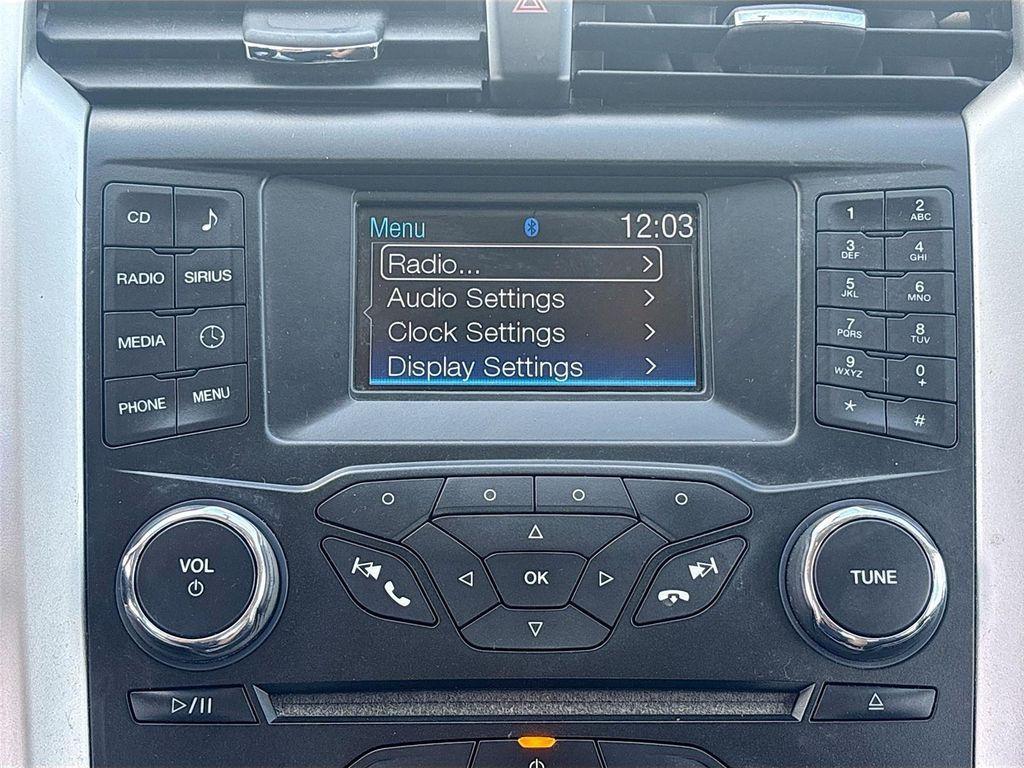 CD
RADIO SIRIUS
MEDIA
PHONE MENU
Menu 12:03
Radio... >
Audio Settings >
Clock Settings >
Display Settings >
1 2 ABC
3 DEF 4 GHI
5 JKL 6 MNO
7 PQRS 8 TUV
9 WXYZ 0 +
* #
VOL
OK
TUNE